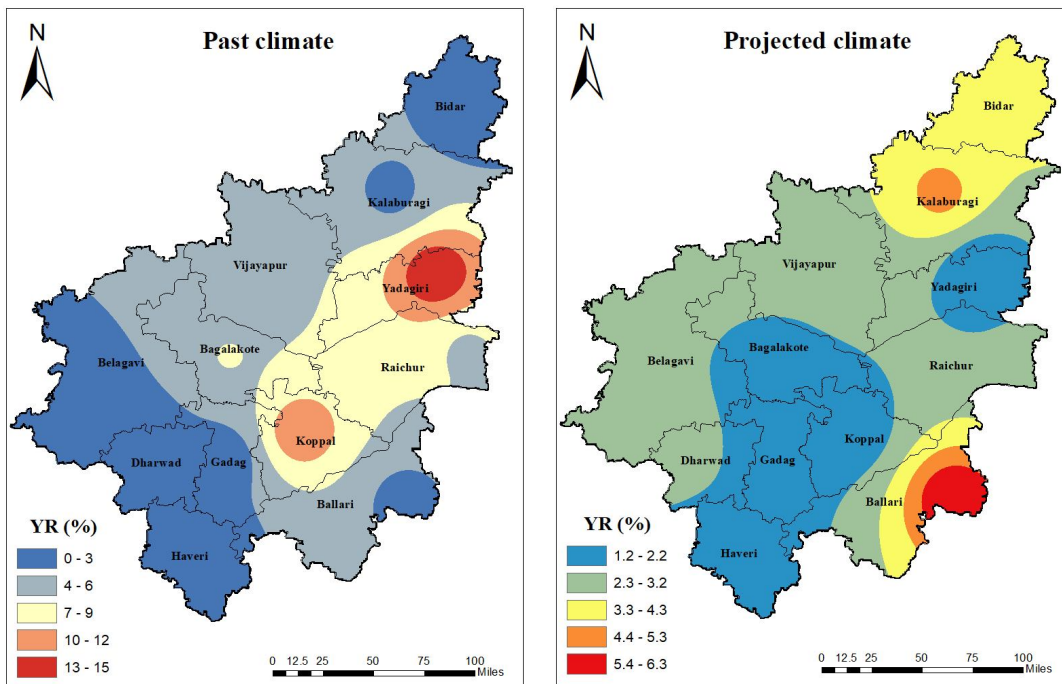 N
Past climate
Bidar
Kalaburagi
Vijayapur
Yadagiri
Bagalakote
Belagavi
Raichur
Koppal
Dharwad
Gadag
Ballari
Haveri
YR (%)
0 - 3
4 - 6
7 - 9
10 - 12
13 - 15
0 12.5 25 50 75 100
Miles
N
Projected climate
Bidar
Kalaburagi
Vijayapur
Yadagiri
Bagalakote
Belagavi
Raichur
Koppal
Dharwad
Gadag
Ballari
Haveri
YR (%)
1.2 - 2.2
2.3 - 3.2
3.3 - 4.3
4.4 - 5.3
5.4 - 6.3
0 12.5 25 50 75 100
Miles